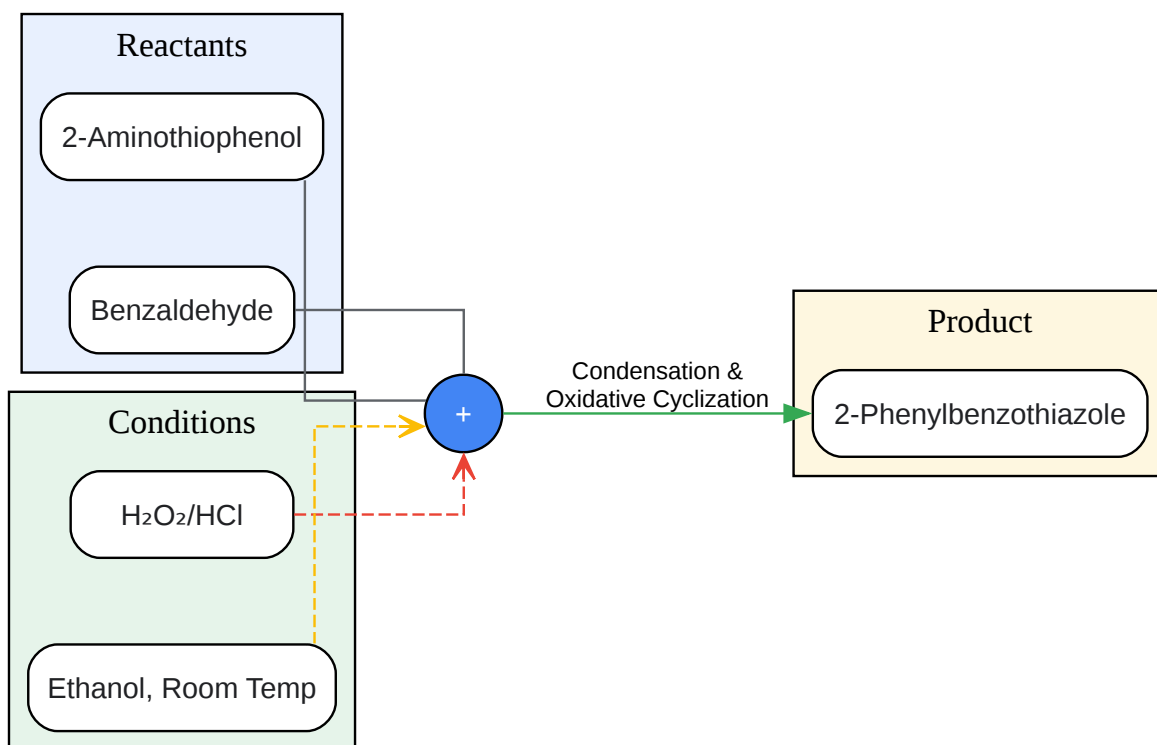 Reactants
2-Aminothiophenol
Benzaldehyde
Conditions
H₂O₂/HCl
Ethanol, Room Temp
+
Condensation &
Oxidative Cyclization
Product
2-Phenylbenzothiazole